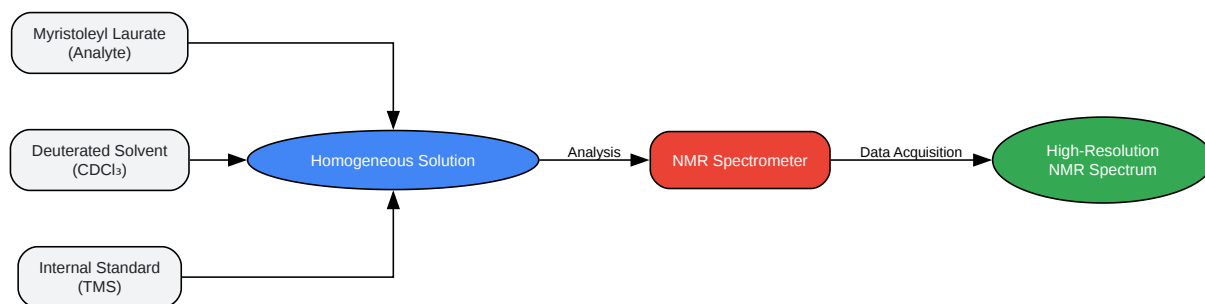 Myristoleyl Laurate
(Analyte)
Deuterated Solvent
(CDCl₃)
Internal Standard
(TMS)
Homogeneous Solution
Analysis
NMR Spectrometer
Data Acquisition
High-Resolution
NMR Spectrum